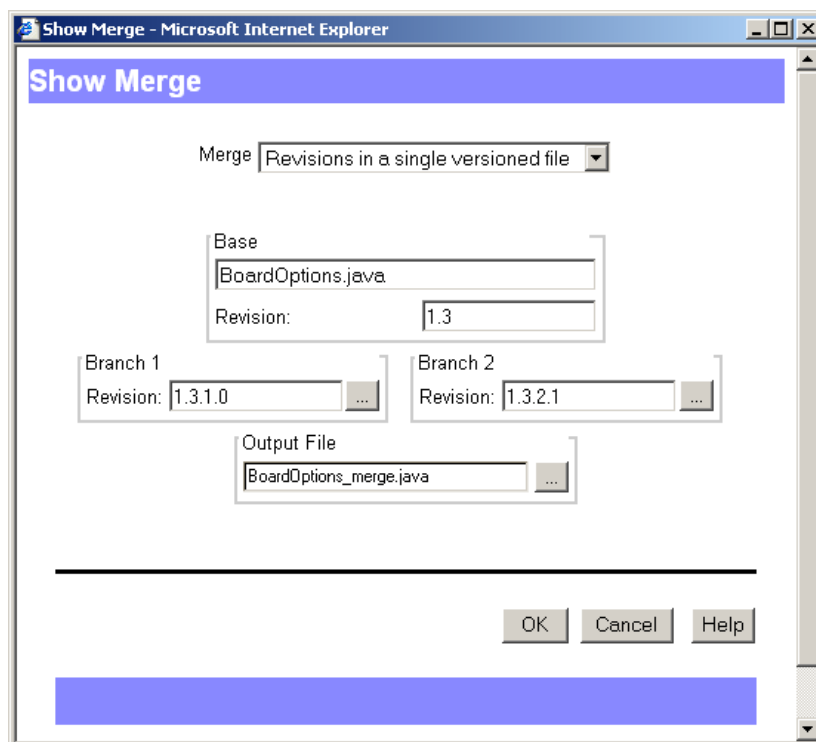 Show Merge - Microsoft Internet Explorer
Show Merge
Merge Revisions in a single versioned file
Base
BoardOptions.java
Revision: 1.3
Branch 1
Revision: 1.3.1.0 ...
Branch 2
Revision: 1.3.2.1 ...
Output File
BoardOptions_merge.java ...
OK Cancel Help